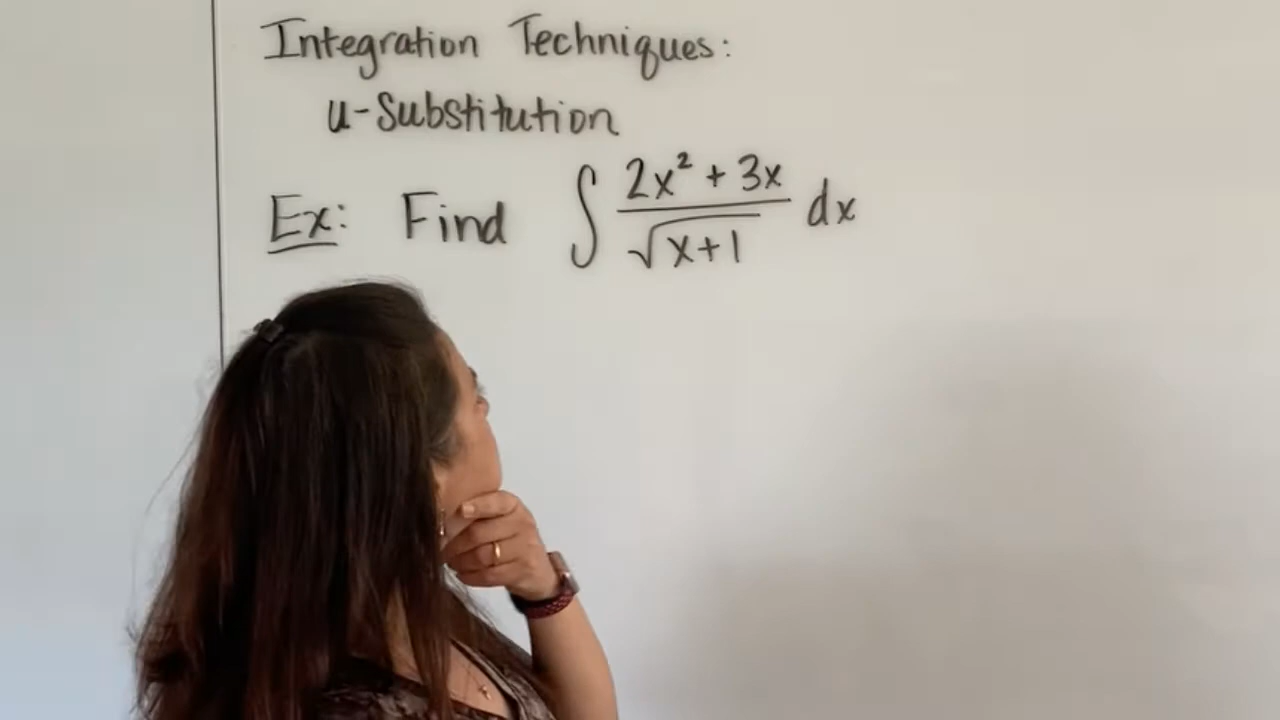 Integration Techniques:
u-Substitution
Ex: Find ∫ (2x² + 3x)/√(x+1) dx